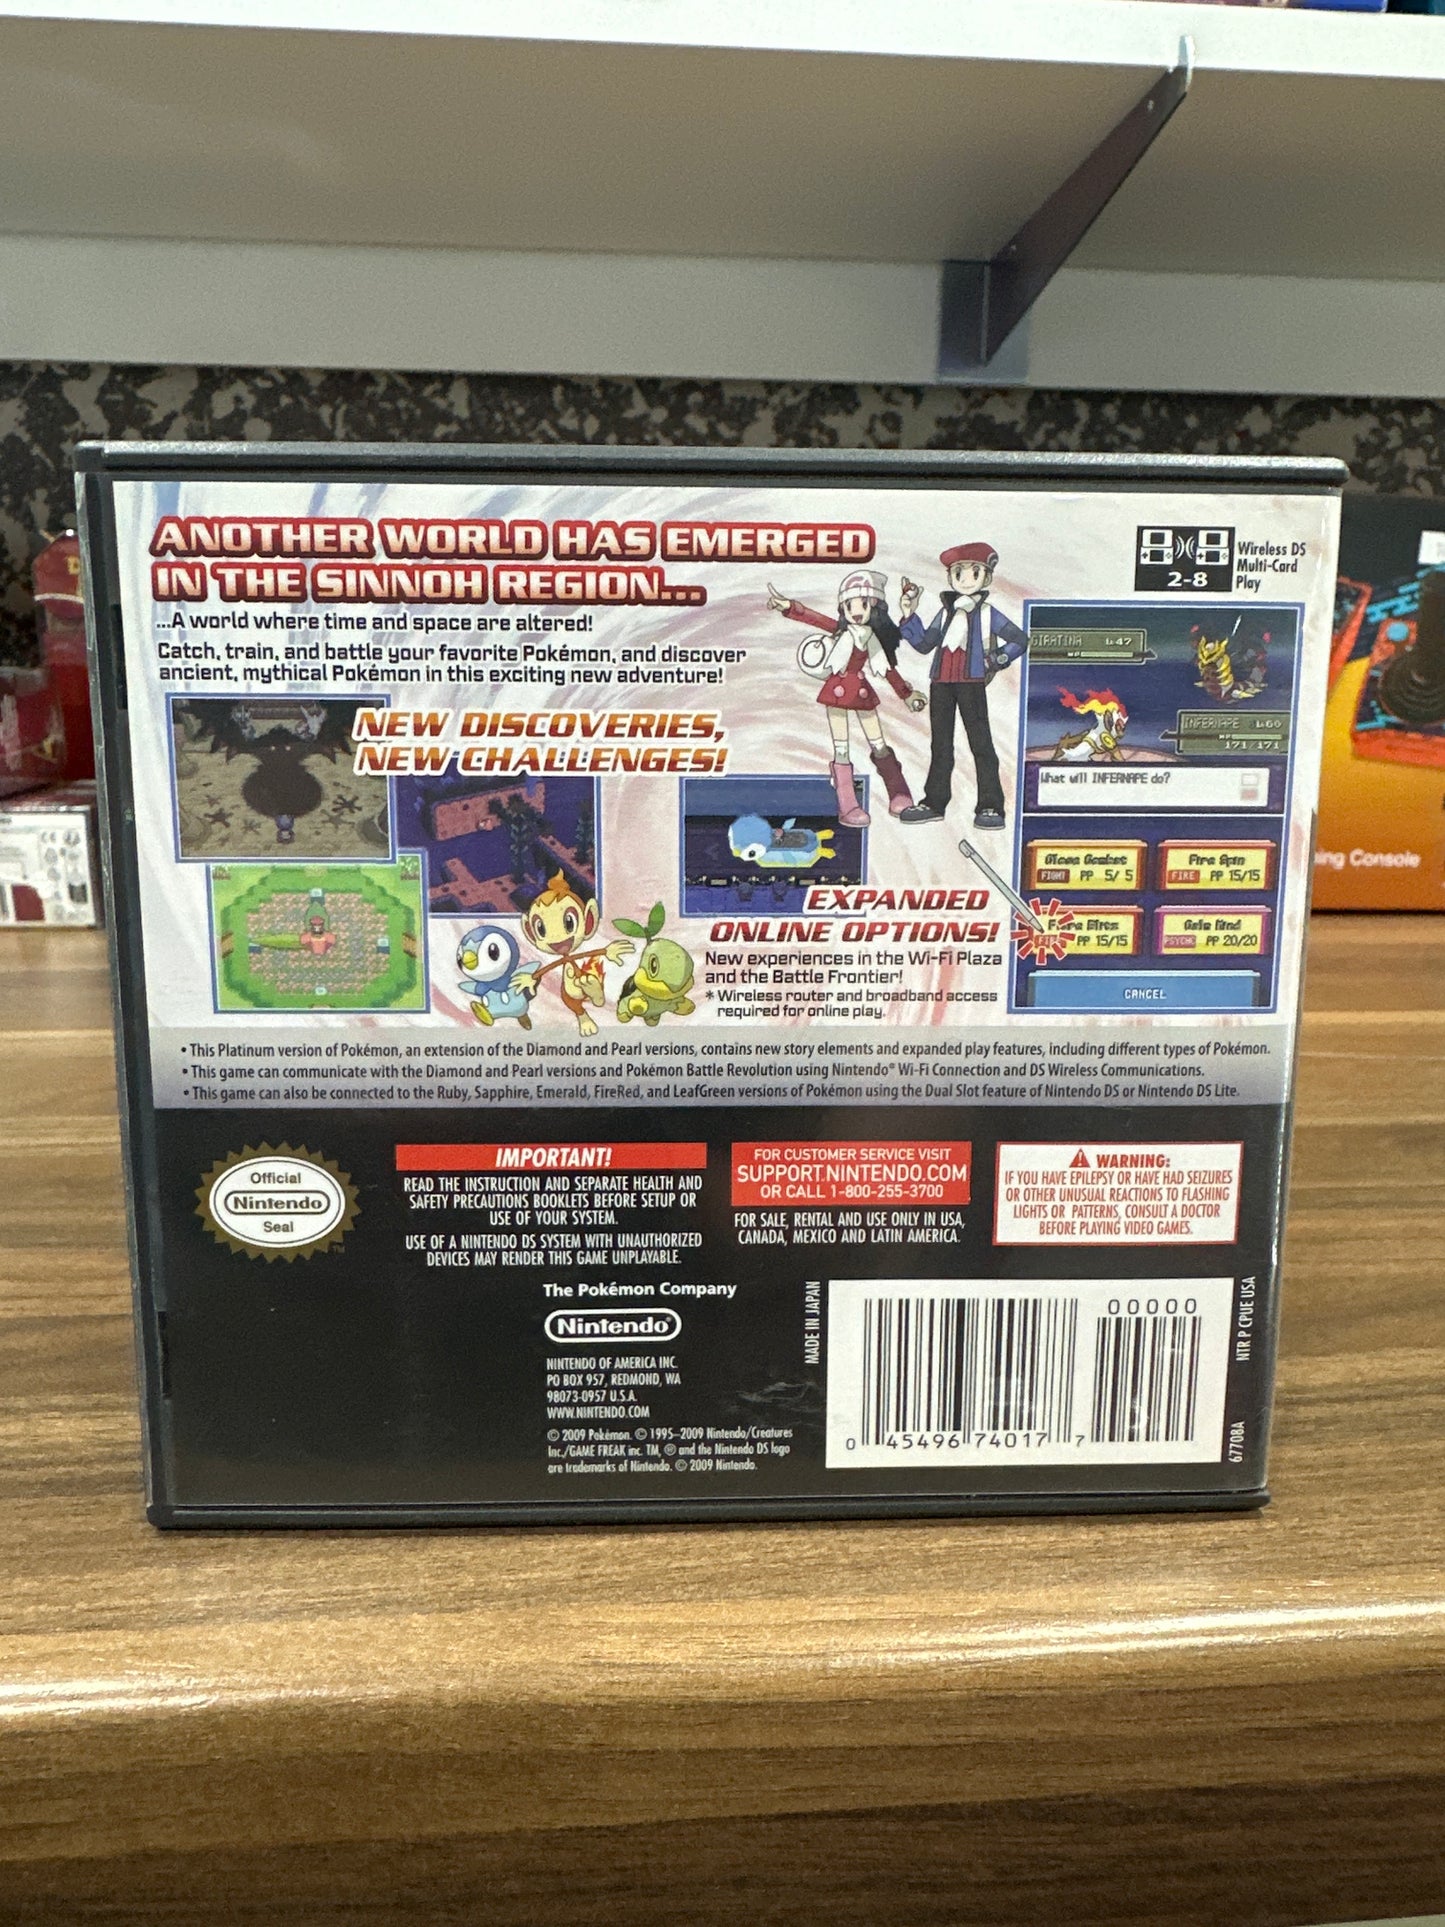 ANOTHER WORLD HAS EMERGED
IN THE SINNOH REGION...
...A world where time and space are altered!
Catch, train, and battle your favorite Pokémon, and discover
ancient, mythical Pokémon in this exciting new adventure!
NEW DISCOVERIES,
NEW CHALLENGES!
2-8
Wireless DS
Multi-Card
Play
GIRATINA L47
INFERNAPE L60
HP
171/171
What will INFERNAPE do?
Close Combat
FIGHT PP 5/5
Fire Spin
FIRE PP 15/15
PP 15/15
Calm Mind
PSYCHC PP 20/20
CANCEL
EXPANDED
ONLINE OPTIONS!
New experiences in the Wi-Fi Plaza
and the Battle Frontier!
* Wireless router and broadband access
required for online play.
• This Platinum version of Pokémon, an extension of the Diamond and Pearl versions, contains new story elements and expanded play features, including different types of Pokémon.
• This game can communicate with the Diamond and Pearl versions and Pokémon Battle Revolution using Nintendo® Wi-Fi Connection and DS Wireless Communications.
• This game can also be connected to the Ruby, Sapphire, Emerald, FireRed, and LeafGreen versions of Pokémon using the Dual Slot feature of Nintendo DS or Nintendo DS Lite.
Official
Nintendo
Seal
TM
IMPORTANT!
READ THE INSTRUCTION AND SEPARATE HEALTH AND
SAFETY PRECAUTIONS BOOKLETS BEFORE SETUP OR
USE OF YOUR SYSTEM.
USE OF A NINTENDO DS SYSTEM WITH UNAUTHORIZED
DEVICES MAY RENDER THIS GAME UNPLAYABLE.
FOR CUSTOMER SERVICE VISIT
SUPPORT.NINTENDO.COM
OR CALL 1-800-255-3700
FOR SALE, RENTAL AND USE ONLY IN USA,
CANADA, MEXICO AND LATIN AMERICA.
WARNING:
IF YOU HAVE EPILEPSY OR HAVE HAD SEIZURES
OR OTHER UNUSUAL REACTIONS TO FLASHING
LIGHTS OR PATTERNS, CONSULT A DOCTOR
BEFORE PLAYING VIDEO GAMES.
The Pokémon Company
Nintendo®
NINTENDO OF AMERICA INC.
PO BOX 957, REDMOND, WA
98073-0957 U.S.A.
WWW.NINTENDO.COM
© 2009 Pokémon. © 1995–2009 Nintendo/Creatures
Inc./GAME FREAK inc. TM, ® and the Nintendo DS logo
are trademarks of Nintendo. © 2009 Nintendo.
MADE IN JAPAN
00000
0 45496 74017 7
NTR P CPUE USA
67708A
ing Console